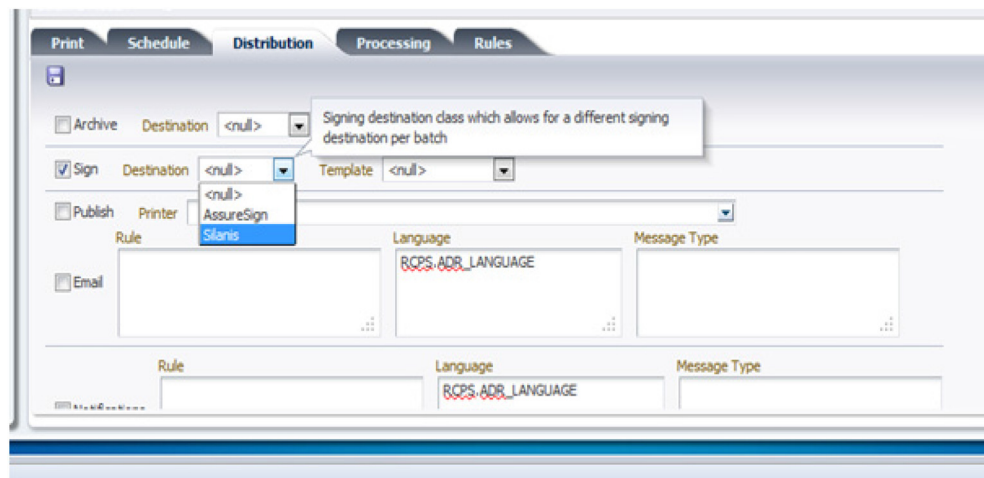 Print Schedule Distribution Processing Rules
Archive Destination <null>
Signing destination class which allows for a different signing
destination per batch
Sign Destination <null> Template <null>
<null>
AssureSign
Silanis
Publish Printer
Rule Language Message Type
RCPS.ADR_LANGUAGE
Email
Rule Language Message Type
RCPS.ADR_LANGUAGE